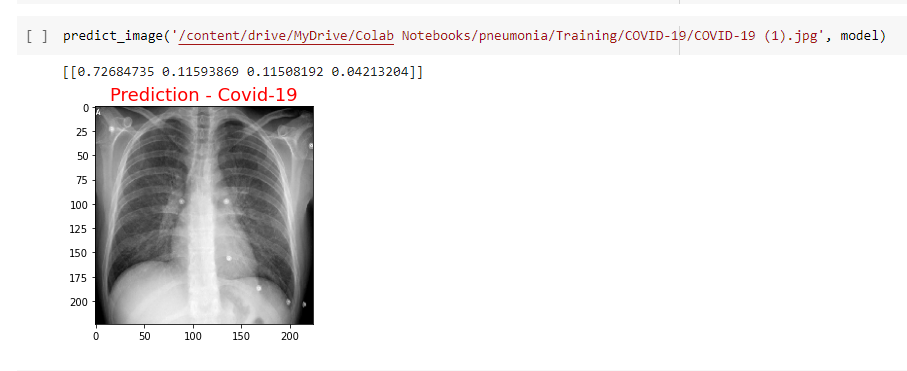 [ ] predict_image('/content/drive/MyDrive/Colab Notebooks/pneumonia/Training/COVID-19/COVID-19 (1).jpg', model)
[[0.72684735 0.11593869 0.11508192 0.04213204]]
Prediction - Covid-19
A
0
25
50
75
100
125
150
175
200
0 50 100 150 200